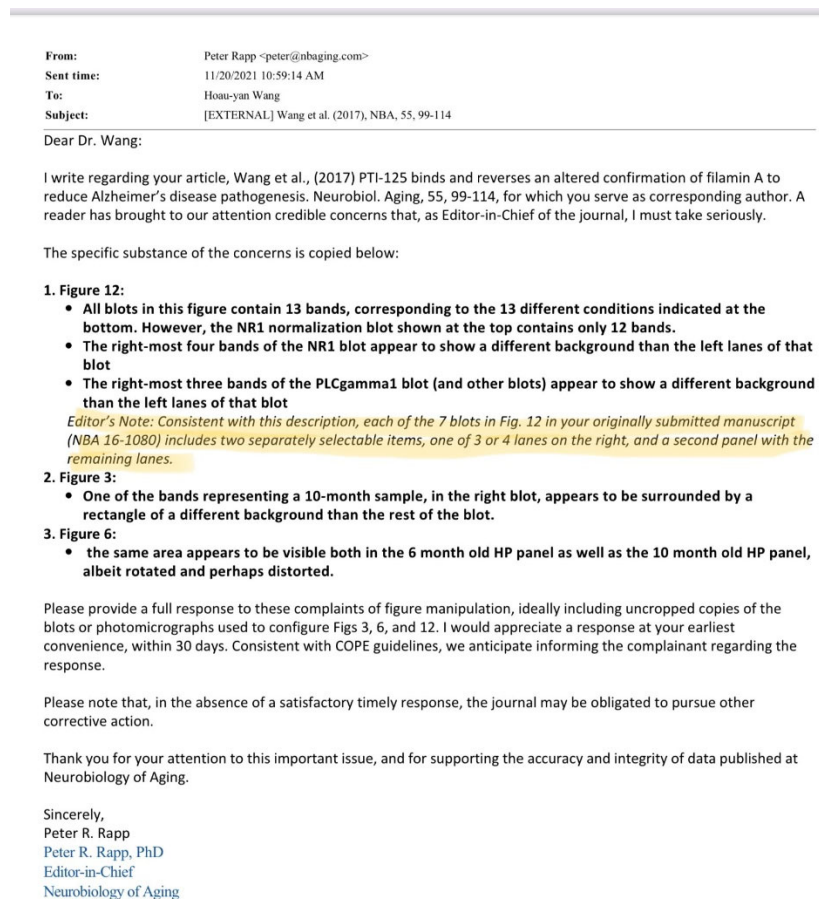 From: Peter Rapp <peter@nbaging.com>
Sent time: 11/20/2021 10:59:14 AM
To: Hoau-yan Wang
Subject: [EXTERNAL] Wang et al. (2017), NBA, 55, 99-114
Dear Dr. Wang:
I write regarding your article, Wang et al., (2017) PTI-125 binds and reverses an altered confirmation of filamin A to
reduce Alzheimer's disease pathogenesis. Neurobiol. Aging, 55, 99-114, for which you serve as corresponding author. A
reader has brought to our attention credible concerns that, as Editor-in-Chief of the journal, I must take seriously.
The specific substance of the concerns is copied below:
1. Figure 12:
• All blots in this figure contain 13 bands, corresponding to the 13 different conditions indicated at the
bottom. However, the NR1 normalization blot shown at the top contains only 12 bands.
• The right-most four bands of the NR1 blot appear to show a different background than the left lanes of that
blot
• The right-most three bands of the PLCgamma1 blot (and other blots) appear to show a different background
than the left lanes of that blot
Editor's Note: Consistent with this description, each of the 7 blots in Fig. 12 in your originally submitted manuscript
(NBA 16-1080) includes two separately selectable items, one of 3 or 4 lanes on the right, and a second panel with the
remaining lanes.
2. Figure 3:
• One of the bands representing a 10-month sample, in the right blot, appears to be surrounded by a
rectangle of a different background than the rest of the blot.
3. Figure 6:
• the same area appears to be visible both in the 6 month old HP panel as well as the 10 month old HP panel,
albeit rotated and perhaps distorted.
Please provide a full response to these complaints of figure manipulation, ideally including uncropped copies of the
blots or photomicrographs used to configure Figs 3, 6, and 12. I would appreciate a response at your earliest
convenience, within 30 days. Consistent with COPE guidelines, we anticipate informing the complainant regarding the
response.
Please note that, in the absence of a satisfactory timely response, the journal may be obligated to pursue other
corrective action.
Thank you for your attention to this important issue, and for supporting the accuracy and integrity of data published at
Neurobiology of Aging.
Sincerely,
Peter R. Rapp
Peter R. Rapp, PhD
Editor-in-Chief
Neurobiology of Aging